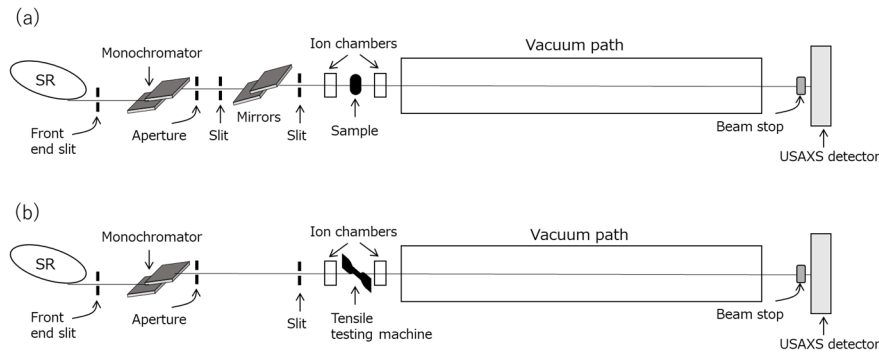 (a)
Monochromator
Ion chambers
Vacuum path
SR
Front
end slit
Aperture
Slit
Mirrors
Slit
Sample
Beam stop
USAXS detector
(b)
Monochromator
Ion chambers
Vacuum path
SR
Front
end slit
Aperture
Slit
Tensile
testing machine
Beam stop
USAXS detector